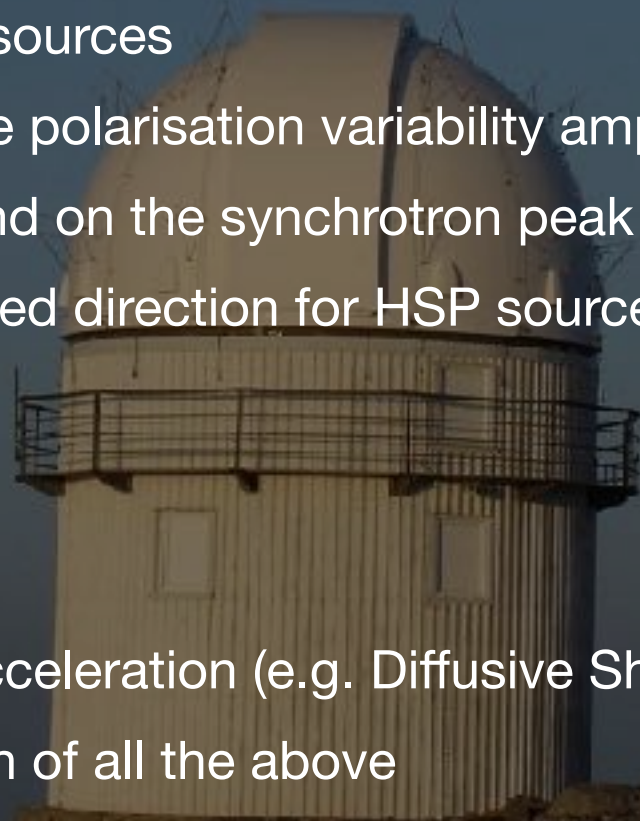 sources
e polarisation variability amp
nd on the synchrotron peak
ed direction for HSP source
cceleration (e.g. Diffusive Sh
n of all the above